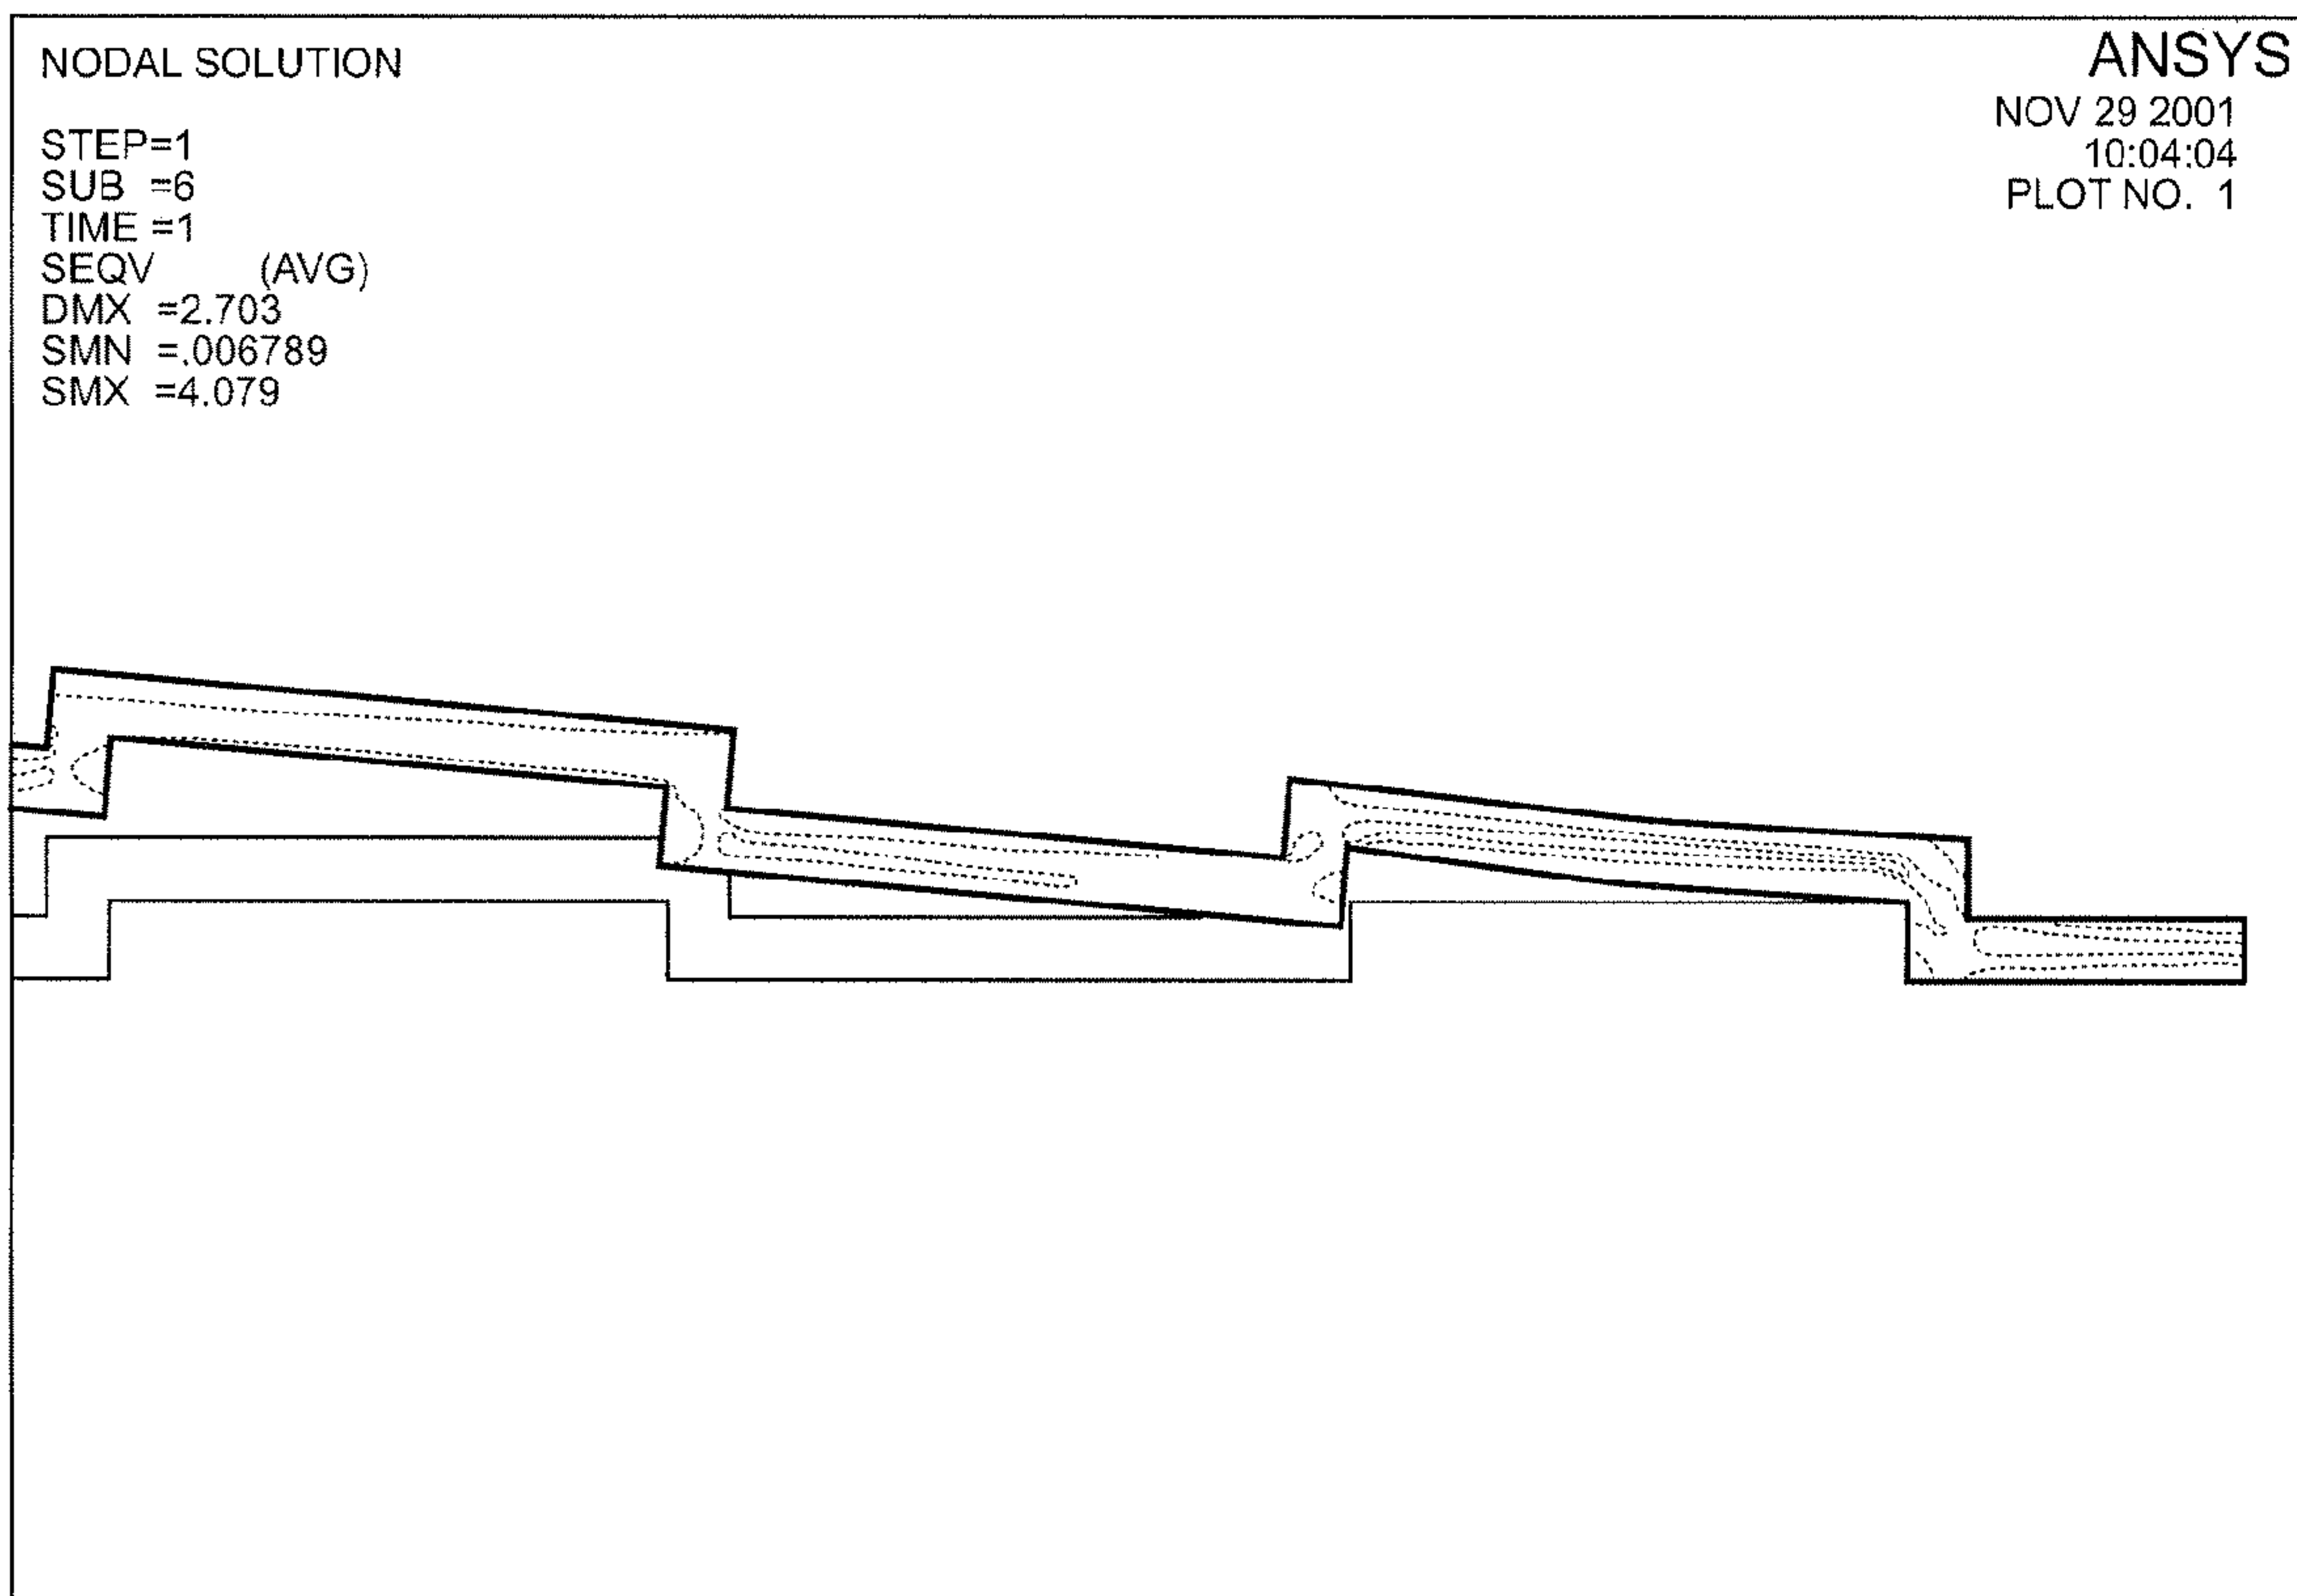 NODAL SOLUTION
STEP=1
SUB =6
TIME =1
SEQV (AVG)
DMX =2.703
SMN =.006789
SMX =4.079
ANSYS
NOV 29 2001
10:04:04
PLOT NO. 1